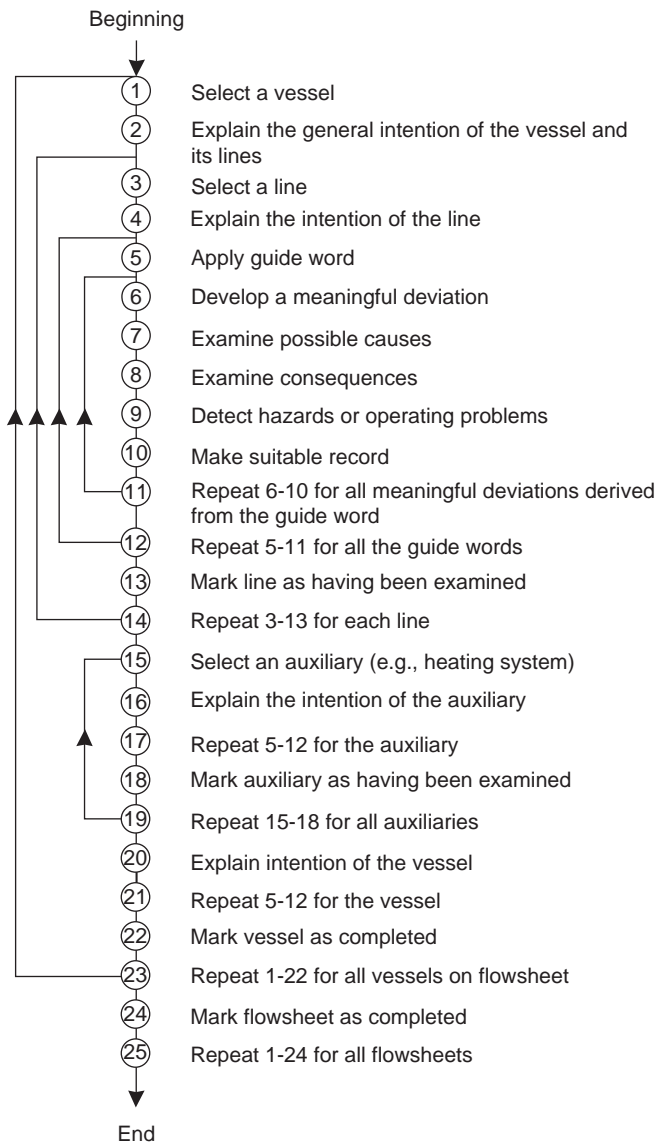 Beginning
1 Select a vessel
2 Explain the general intention of the vessel and
its lines
3 Select a line
4 Explain the intention of the line
5 Apply guide word
6 Develop a meaningful deviation
7 Examine possible causes
8 Examine consequences
9 Detect hazards or operating problems
10 Make suitable record
11 Repeat 6-10 for all meaningful deviations derived
from the guide word
12 Repeat 5-11 for all the guide words
13 Mark line as having been examined
14 Repeat 3-13 for each line
15 Select an auxiliary (e.g., heating system)
16 Explain the intention of the auxiliary
17 Repeat 5-12 for the auxiliary
18 Mark auxiliary as having been examined
19 Repeat 15-18 for all auxiliaries
20 Explain intention of the vessel
21 Repeat 5-12 for the vessel
22 Mark vessel as completed
23 Repeat 1-22 for all vessels on flowsheet
24 Mark flowsheet as completed
25 Repeat 1-24 for all flowsheets
End